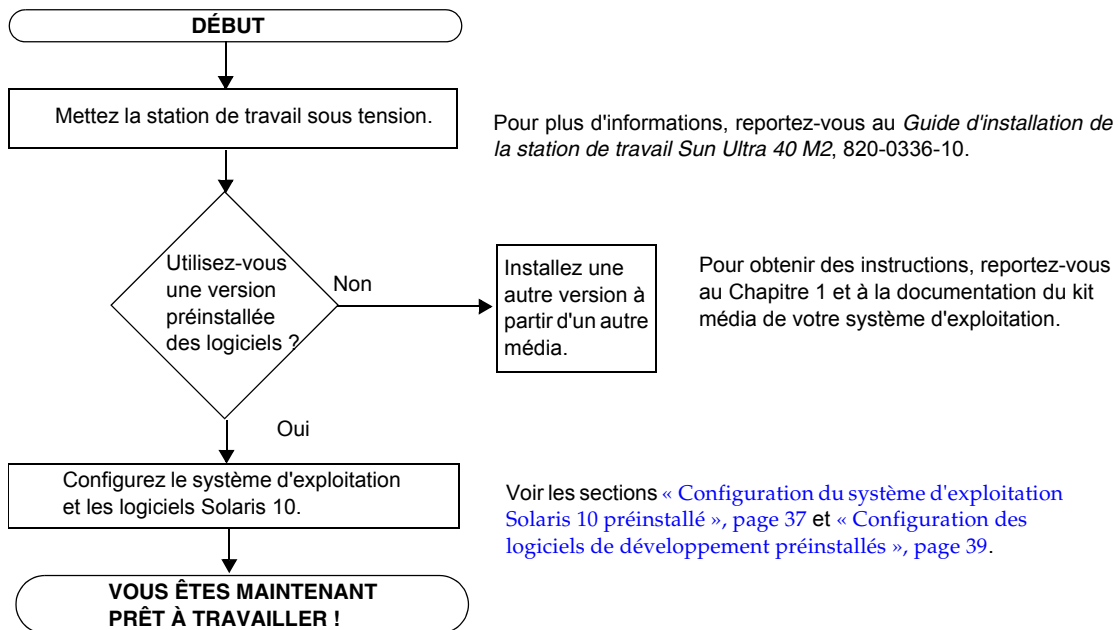 DÉBUT
Mettez la station de travail sous tension.
Pour plus d'informations, reportez-vous au Guide d'installation de
la station de travail Sun Ultra 40 M2, 820-0336-10.
Utilisez-vous
une version
préinstallée
des logiciels ?
Non
Installez une
autre version à
partir d'un autre
média.
Pour obtenir des instructions, reportez-vous
au Chapitre 1 et à la documentation du kit
média de votre système d'exploitation.
Oui
Configurez le système d'exploitation
et les logiciels Solaris 10.
Voir les sections « Configuration du système d'exploitation
Solaris 10 préinstallé », page 37 et « Configuration des
logiciels de développement préinstallés », page 39.
VOUS ÊTES MAINTENANT
PRÊT À TRAVAILLER !